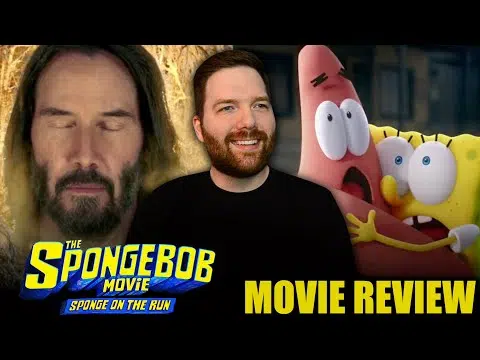 THE
SPONGEBOB
MOVIE
SPONGE ON THE RUN
MOVIE REVIEW